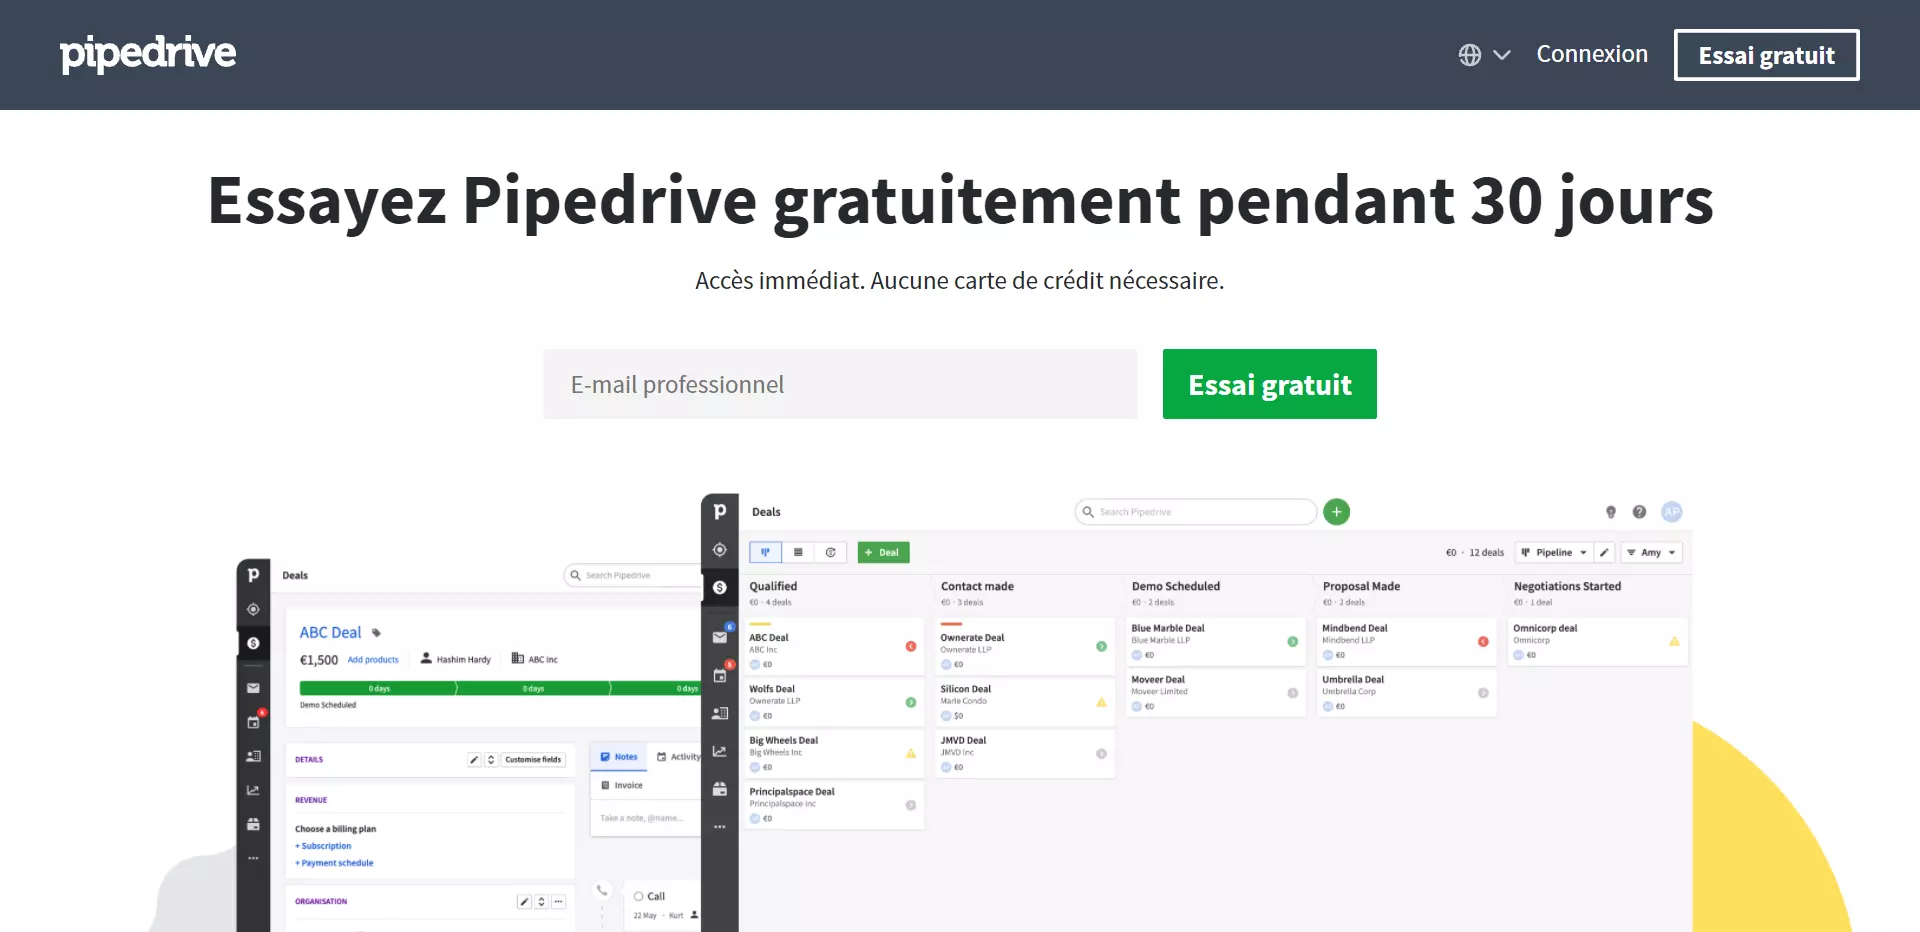 pipedrive
Connexion
Essai gratuit
Essayez Pipedrive gratuitement pendant 30 jours
Accès immédiat. Aucune carte de crédit nécessaire.
E-mail professionnel
Essai gratuit
p
Deals
Search Pipedrive
ABC Deal
€1,500 Add products Hashim Hardy ABC Inc
0 days 0 days 0 days
Demo Scheduled
DETAILS
Customise fields
REVENUE
Choose a billing plan
+ Subscription
+ Payment schedule
ORGANISATION
Notes Activity
Invoice
Take a note, @name...
Call
22 May · Kurt
6
p
Deals
Search Pipedrive
AP
+ Deal
€0 · 12 deals
Pipeline
Amy
6
5
Qualified
€0 · 4 deals
ABC Deal
ABC Inc
€0
Wolfs Deal
Ownerate LLP
€0
Big Wheels Deal
Big Wheels Inc
€0
Principalspace Deal
Principalspace inc
€0
Contact made
€0 · 3 deals
Ownerate Deal
Ownerate LLP
€0
Silicon Deal
Marie Condo
$0
JMVD Deal
JMVD Inc
€0
Demo Scheduled
€0 · 2 deals
Blue Marble Deal
Blue Marble LLP
€0
Moveer Deal
Moveer Limited
€0
Proposal Made
€0 · 2 deals
Mindbend Deal
Mindbend LLP
€0
Umbrella Deal
Umbrella Corp
€0
Negotiations Started
€0 · 1 deal
Omnicorp deal
Omnicorp
€0